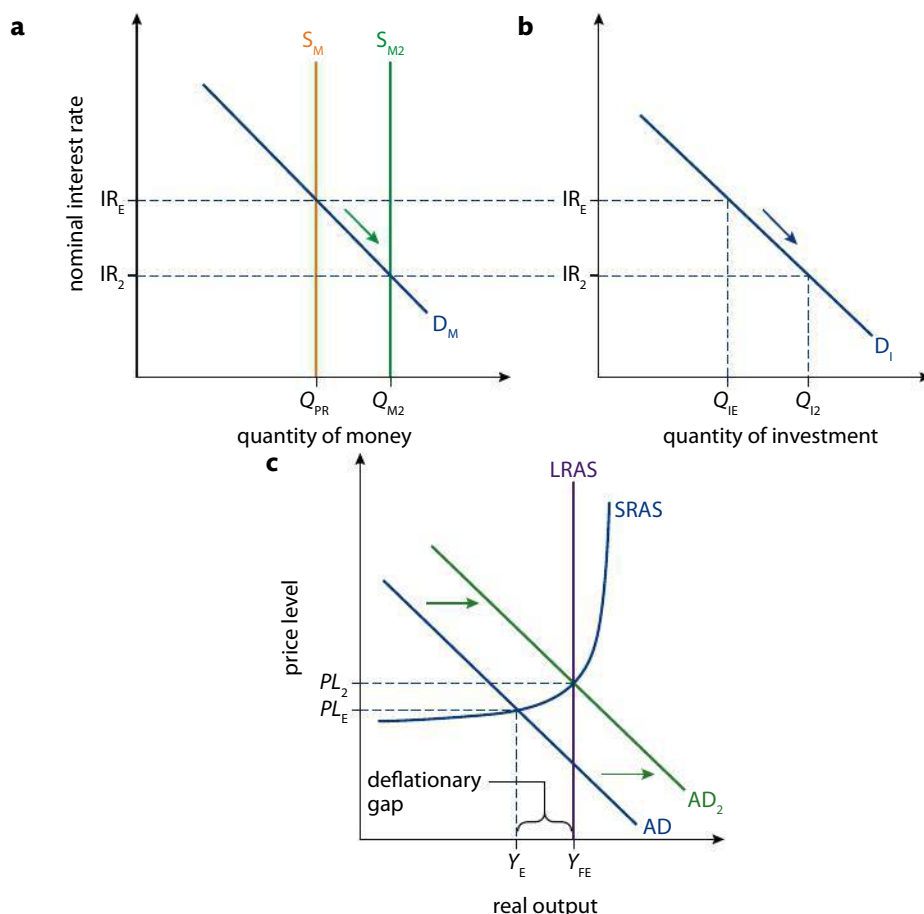 a
S_M
S_M2
nominal interest rate
IR_E
IR_2
D_M
Q_PR
Q_M2
quantity of money
b
IR_E
IR_2
D_I
Q_IE
Q_I2
quantity of investment
c
LRAS
SRAS
price level
PL_2
PL_E
deflationary
gap
AD_2
AD
Y_E
Y_FE
real output